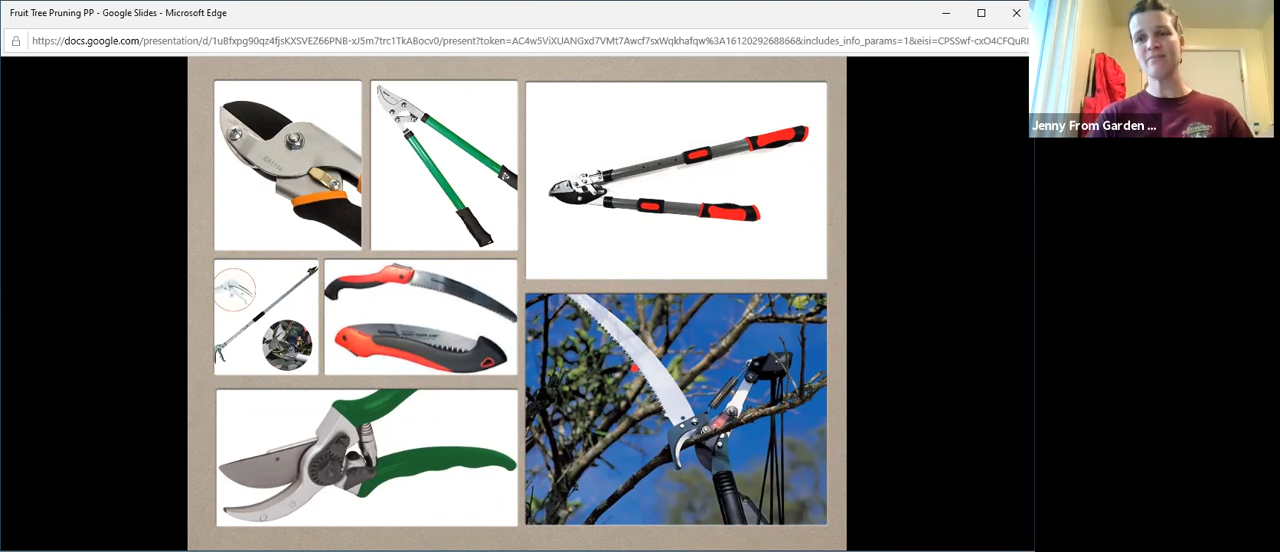 Fruit Tree Pruning PP - Google Slides - Microsoft Edge
https://docs.google.com/presentation/d/1uBfxpg90qz4fjsKXSVEZ66PNB-xJ5m7trc1TkABocv0/present?token=AC4w5ViXUANGxd7VMt7Awcf7sxWqkhafqw%3A1612029268866&includes_info_params=1&eisi=CPSSwf-cxO4CFQuRI
Jenny From Garden ...